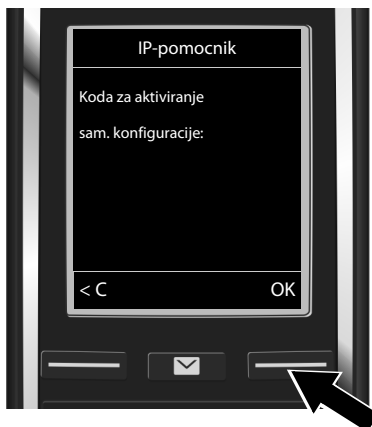 IP-pomocnik
Koda za aktiviranje
sam. konfiguracije:
< C OK